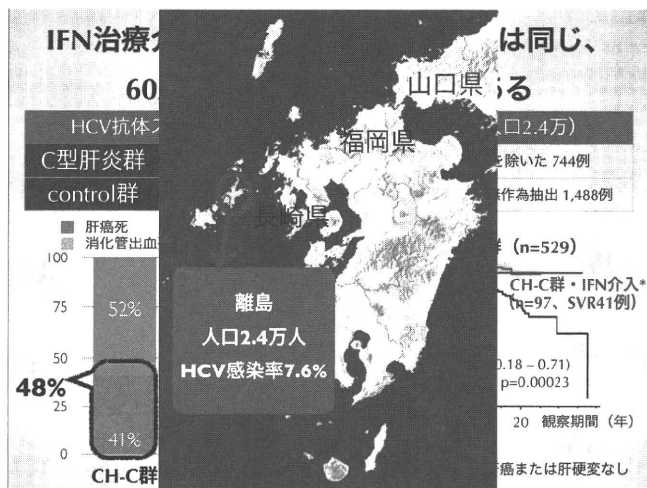 IFN治療介
は同じ、
60
ある
山口県
福岡県
長崎県
HCV抗体ス
人口2.4万）
C型肝炎群
を除いた 744例
control群
作為抽出 1,488例
肝癌死
消化管出血
100
75
50
25
0
52%
41%
48%
CH-C群
離島
人口2.4万人
HCV感染率7.6%
群（n=529）
CH-C群・IFN介入*
(n=97、SVR41例)
0.18 – 0.71)
p=0.00023
20 観察期間（年）
癌または肝硬変なし